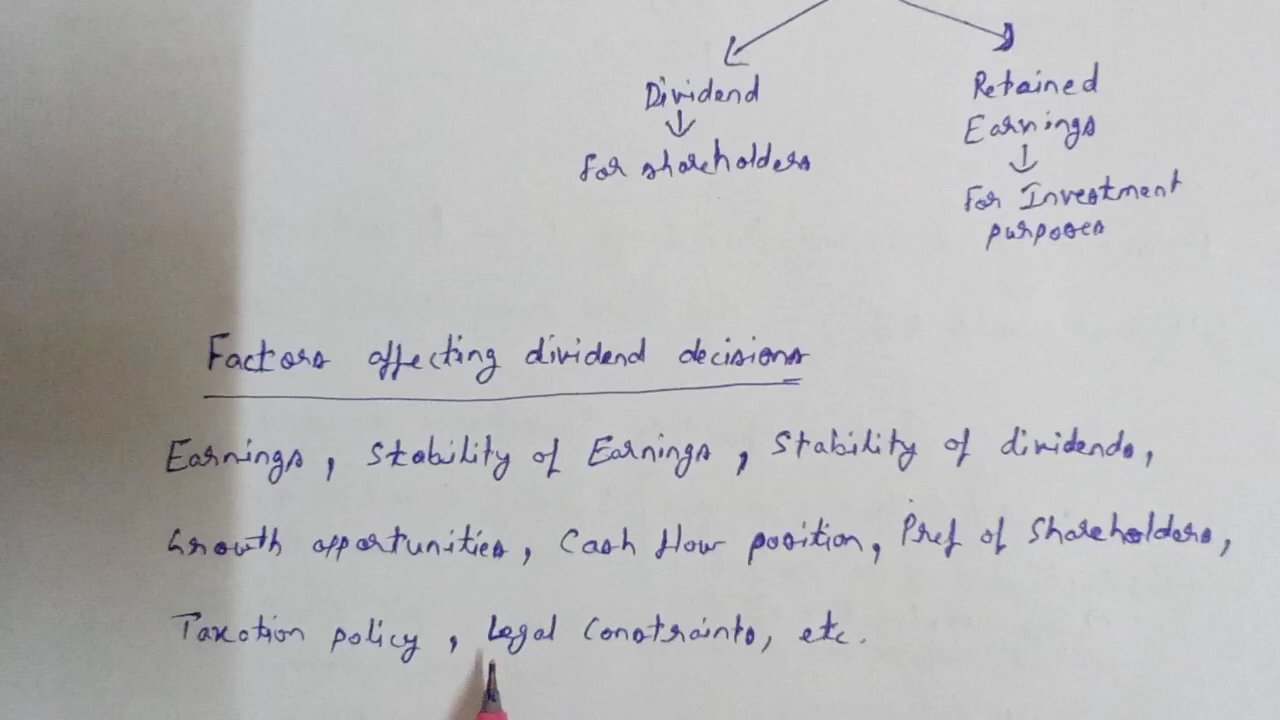 Dividend
↓
For shareholders
Retained
Earnings
↓
For Investment
purposes
Factors affecting dividend decisions
Earnings, Stability of Earnings, Stability of dividends,
Growth opportunities, Cash flow position, Pref of Shareholders,
Taxation policy, Legal Constraints, etc.